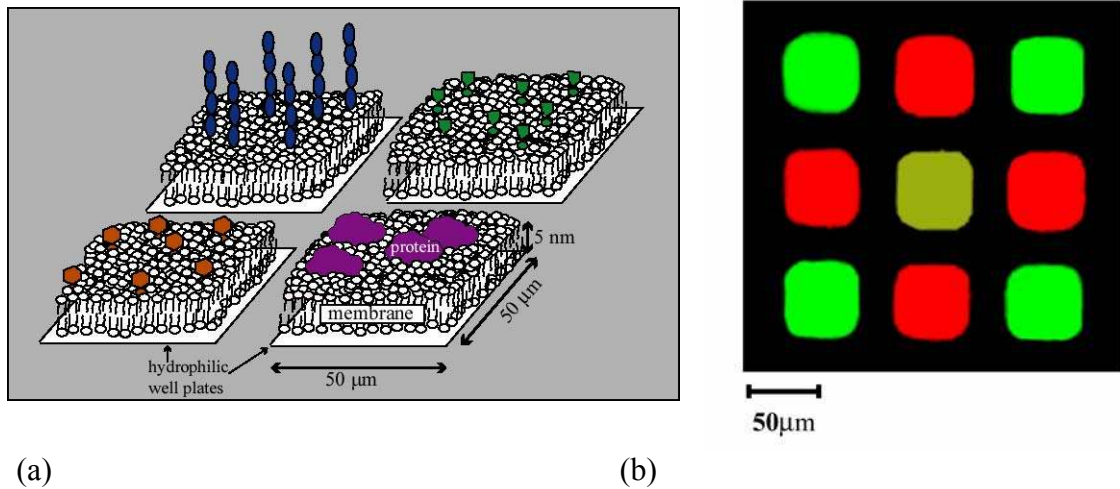 protein
5 nm
50 μm
membrane
hydrophilic
well plates
50 μm
50μm
(a)
(b)